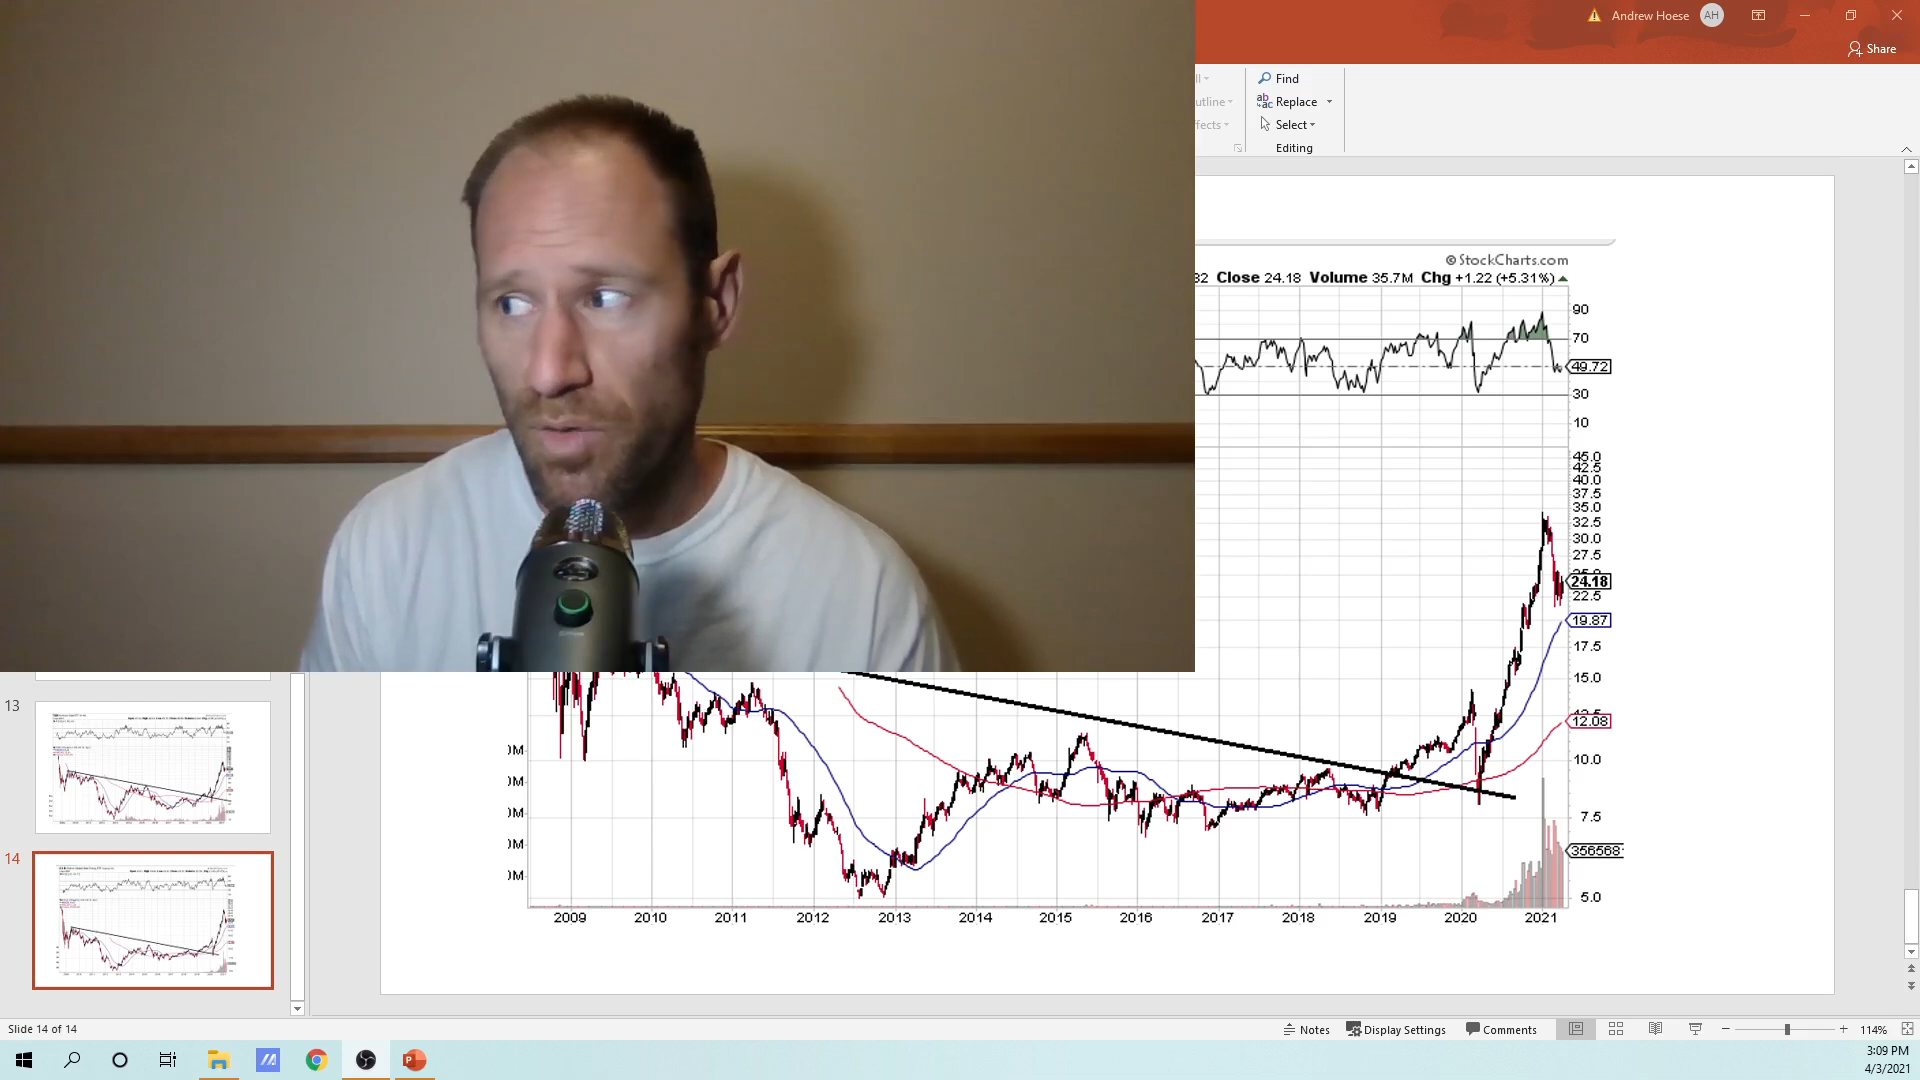 Andrew Hoese AH
Share
Find
utline
Replace
ffects
Select
Editing
© StockCharts.com
32 Close 24.18 Volume 35.7M Chg +1.22 (+5.31%)
90
70
49.72
30
10
45.0
42.5
40.0
37.5
35.0
32.5
30.0
27.5
24.18
22.5
19.87
17.5
15.0
12.08
10.0
7.5
356568
5.0
2009 2010 2011 2012 2013 2014 2015 2016 2017 2018 2019 2020 2021
13
14
Slide 14 of 14
Notes Display Settings Comments
114%
3:09 PM
4/3/2021